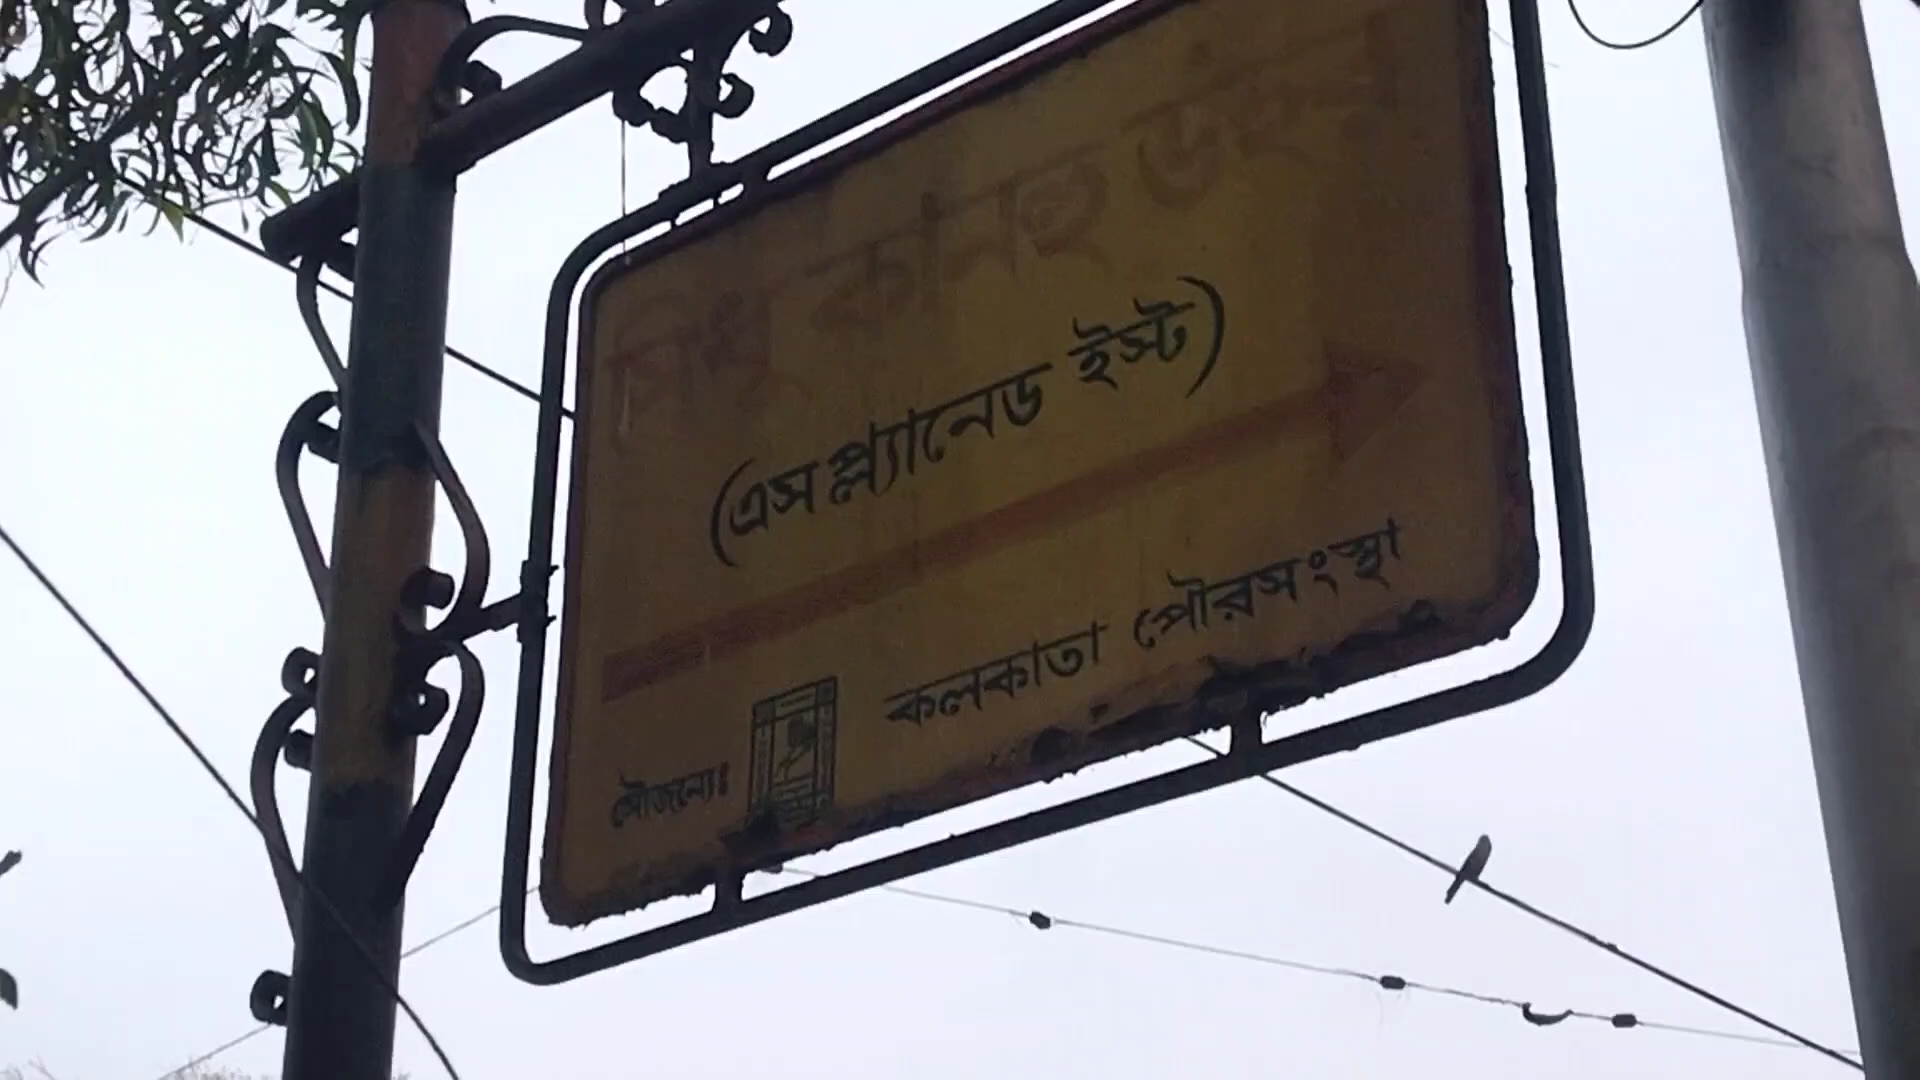 সিধু কানহু ডহর
(এসপ্ল্যানেড ইস্ট)
কলকাতা পৌরসংস্থা
সৌজন্যেঃ